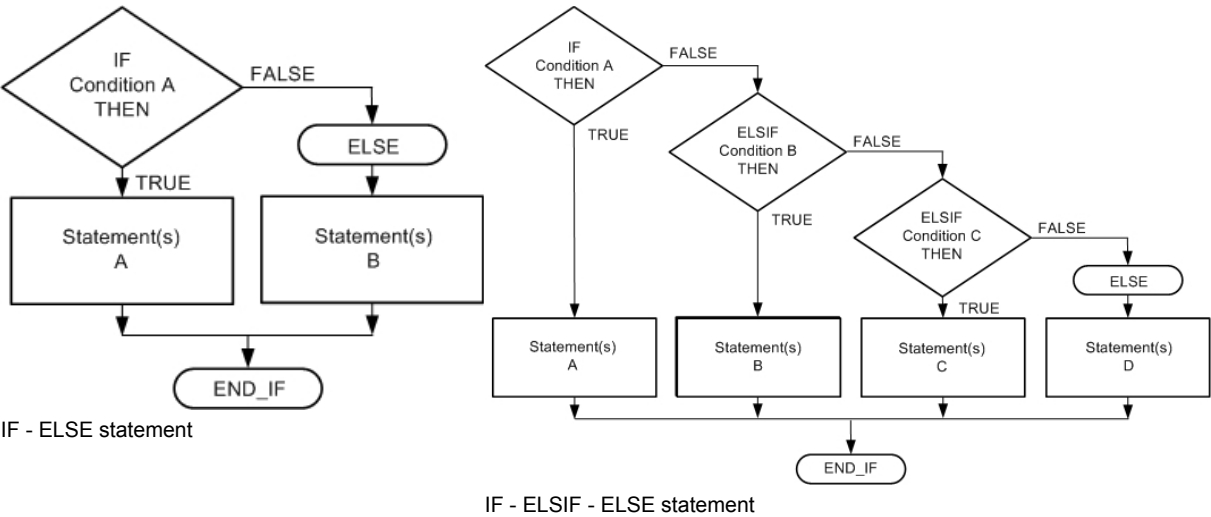 IF
Condition A
THEN
FALSE
ELSE
TRUE
Statement(s)
A
Statement(s)
B
END_IF
IF - ELSE statement
IF
Condition A
THEN
FALSE
TRUE
ELSIF
Condition B
THEN
FALSE
TRUE
ELSIF
Condition C
THEN
FALSE
ELSE
TRUE
Statement(s)
A
Statement(s)
B
Statement(s)
C
Statement(s)
D
END_IF
IF - ELSIF - ELSE statement